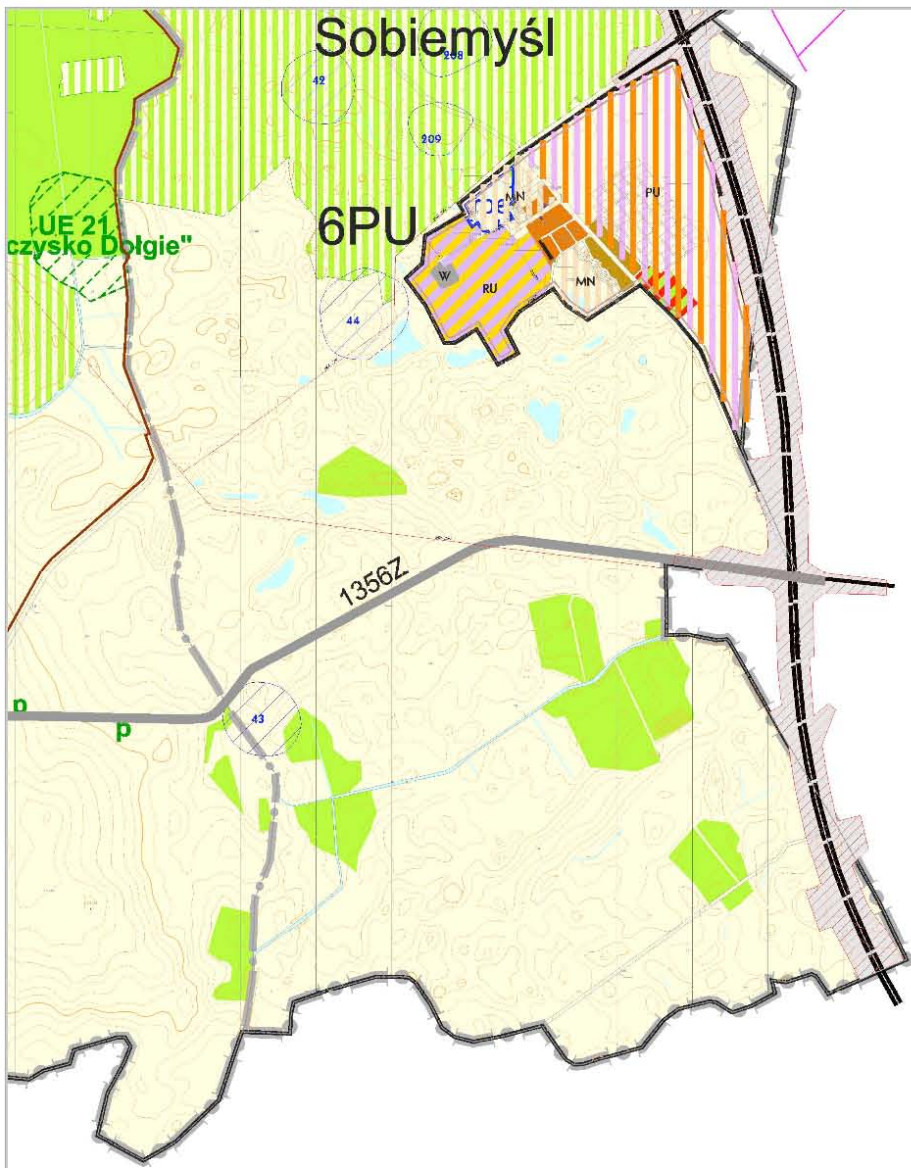 Sobiemyśl
208
42
209
UE 21
czysko Dołgie"
6PU
MN
PU
W
RU
MN
44
1356Z
p
p
43